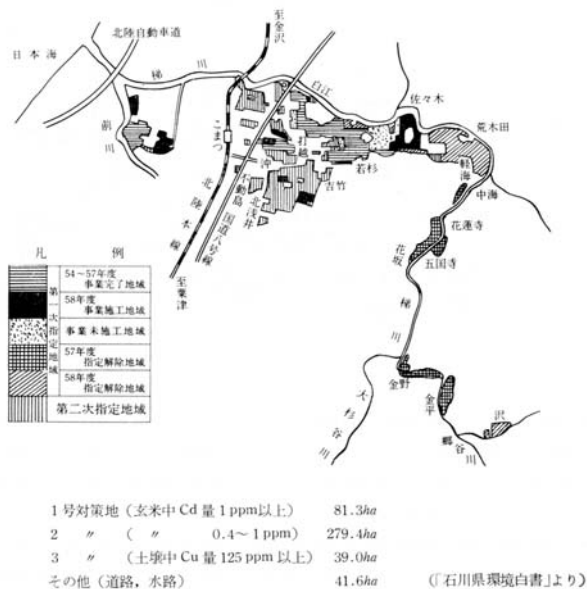 至金沢
北陸自動車道
日本海
梯川
白江
佐々木
荒木田
前川
こまつ
打越
沖
若杉
軽海
不動島
吉竹
中海
北浅井
北陸本線
国道八号線
花蓮寺
花坂
五国寺
至粟津
梯川
金野
金平
沢
大杉谷川
郷谷川
凡例
第一次指定地域
54~57年度
事業完了地域
58年度
事業施工地域
事業未施工地域
57年度
指定解除地域
58年度
指定解除地域
第二次指定地域
1号対策地(玄米中Cd量1ppm以上) 81.3ha
2 〃 ( 〃 0.4~1ppm) 279.4ha
3 〃 (土壌中Cu量125ppm以上) 39.0ha
その他(道路,水路) 41.6ha (『石川県環境白書』より)